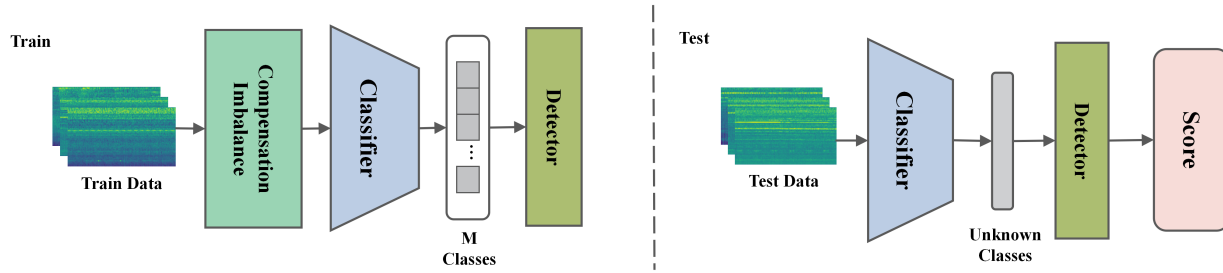 Train
Train Data
Compensation
Imbalance
Classifier
...
M
Classes
Detector
Test
Test Data
Classifier
Unknown
Classes
Detector
Score